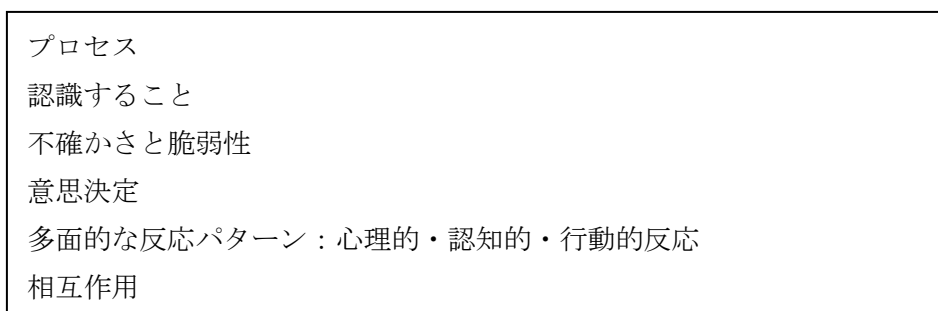 プロセス
認識すること
不確かさと脆弱性
意思決定
多面的な反応パターン：心理的・認知的・行動的反応
相互作用